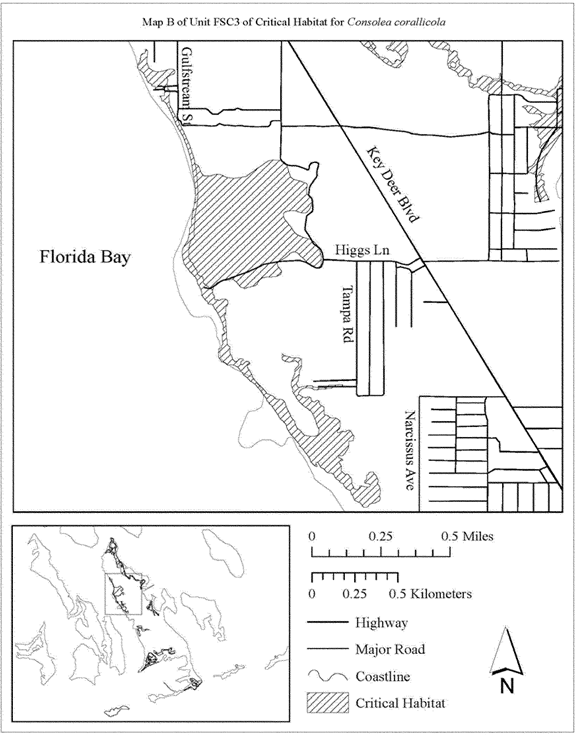 Map B of Unit FSC3 of Critical Habitat for Consolea corallicola
Gulfstream St
Key Deer Blvd
Florida Bay
Higgs Ln
Tampa Rd
Narcissus Ave
0 0.25 0.5 Miles
0 0.25 0.5 Kilometers
Highway
Major Road
Coastline
Critical Habitat
N